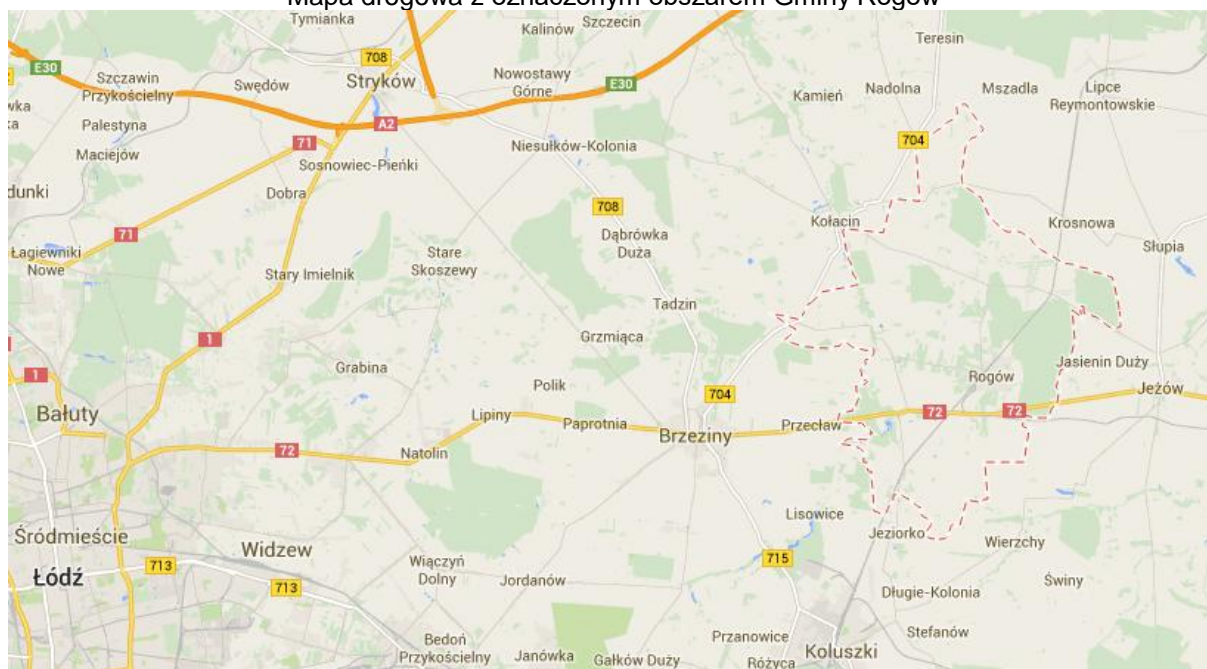 Mapa drogowa z oznaczonym obszarem Gminy Rogów
Tymianka
Kalinów
Szczecin
Teresin
708
E30
Szczawin
Przykościelny
Swędów
Stryków
Nowostawy
Górne
E30
Kamień
Nadolna
Mszadla
Lipce
Reymontowskie
Palestyna
A2
71
704
Maciejów
Sosnowiec-Pieńki
Niesułków-Kolonia
dunki
Dobra
708
71
Dąbrówka
Duża
Kołacin
Krosnowa
Słupia
Łagiewniki
Nowe
Stare
Skoszewy
Stary Imielnik
Tadzin
1
Grzmiąca
1
Grabina
Polik
704
Rogów
Jasienin Duży
Jeżów
Bałuty
Lipiny
Paprotnia
Brzeziny
Przecław
72
72
72
Natolin
Lisowice
Śródmieście
Widzew
Jeziorko
Wierzchy
Łódź
713
713
Wiączyń
Dolny
Jordanów
715
Świny
Długie-Kolonia
Bedoń
Przykościelny
Janówka
Gałków Duży
Przanowice
Różyca
Koluszki
Stefanów